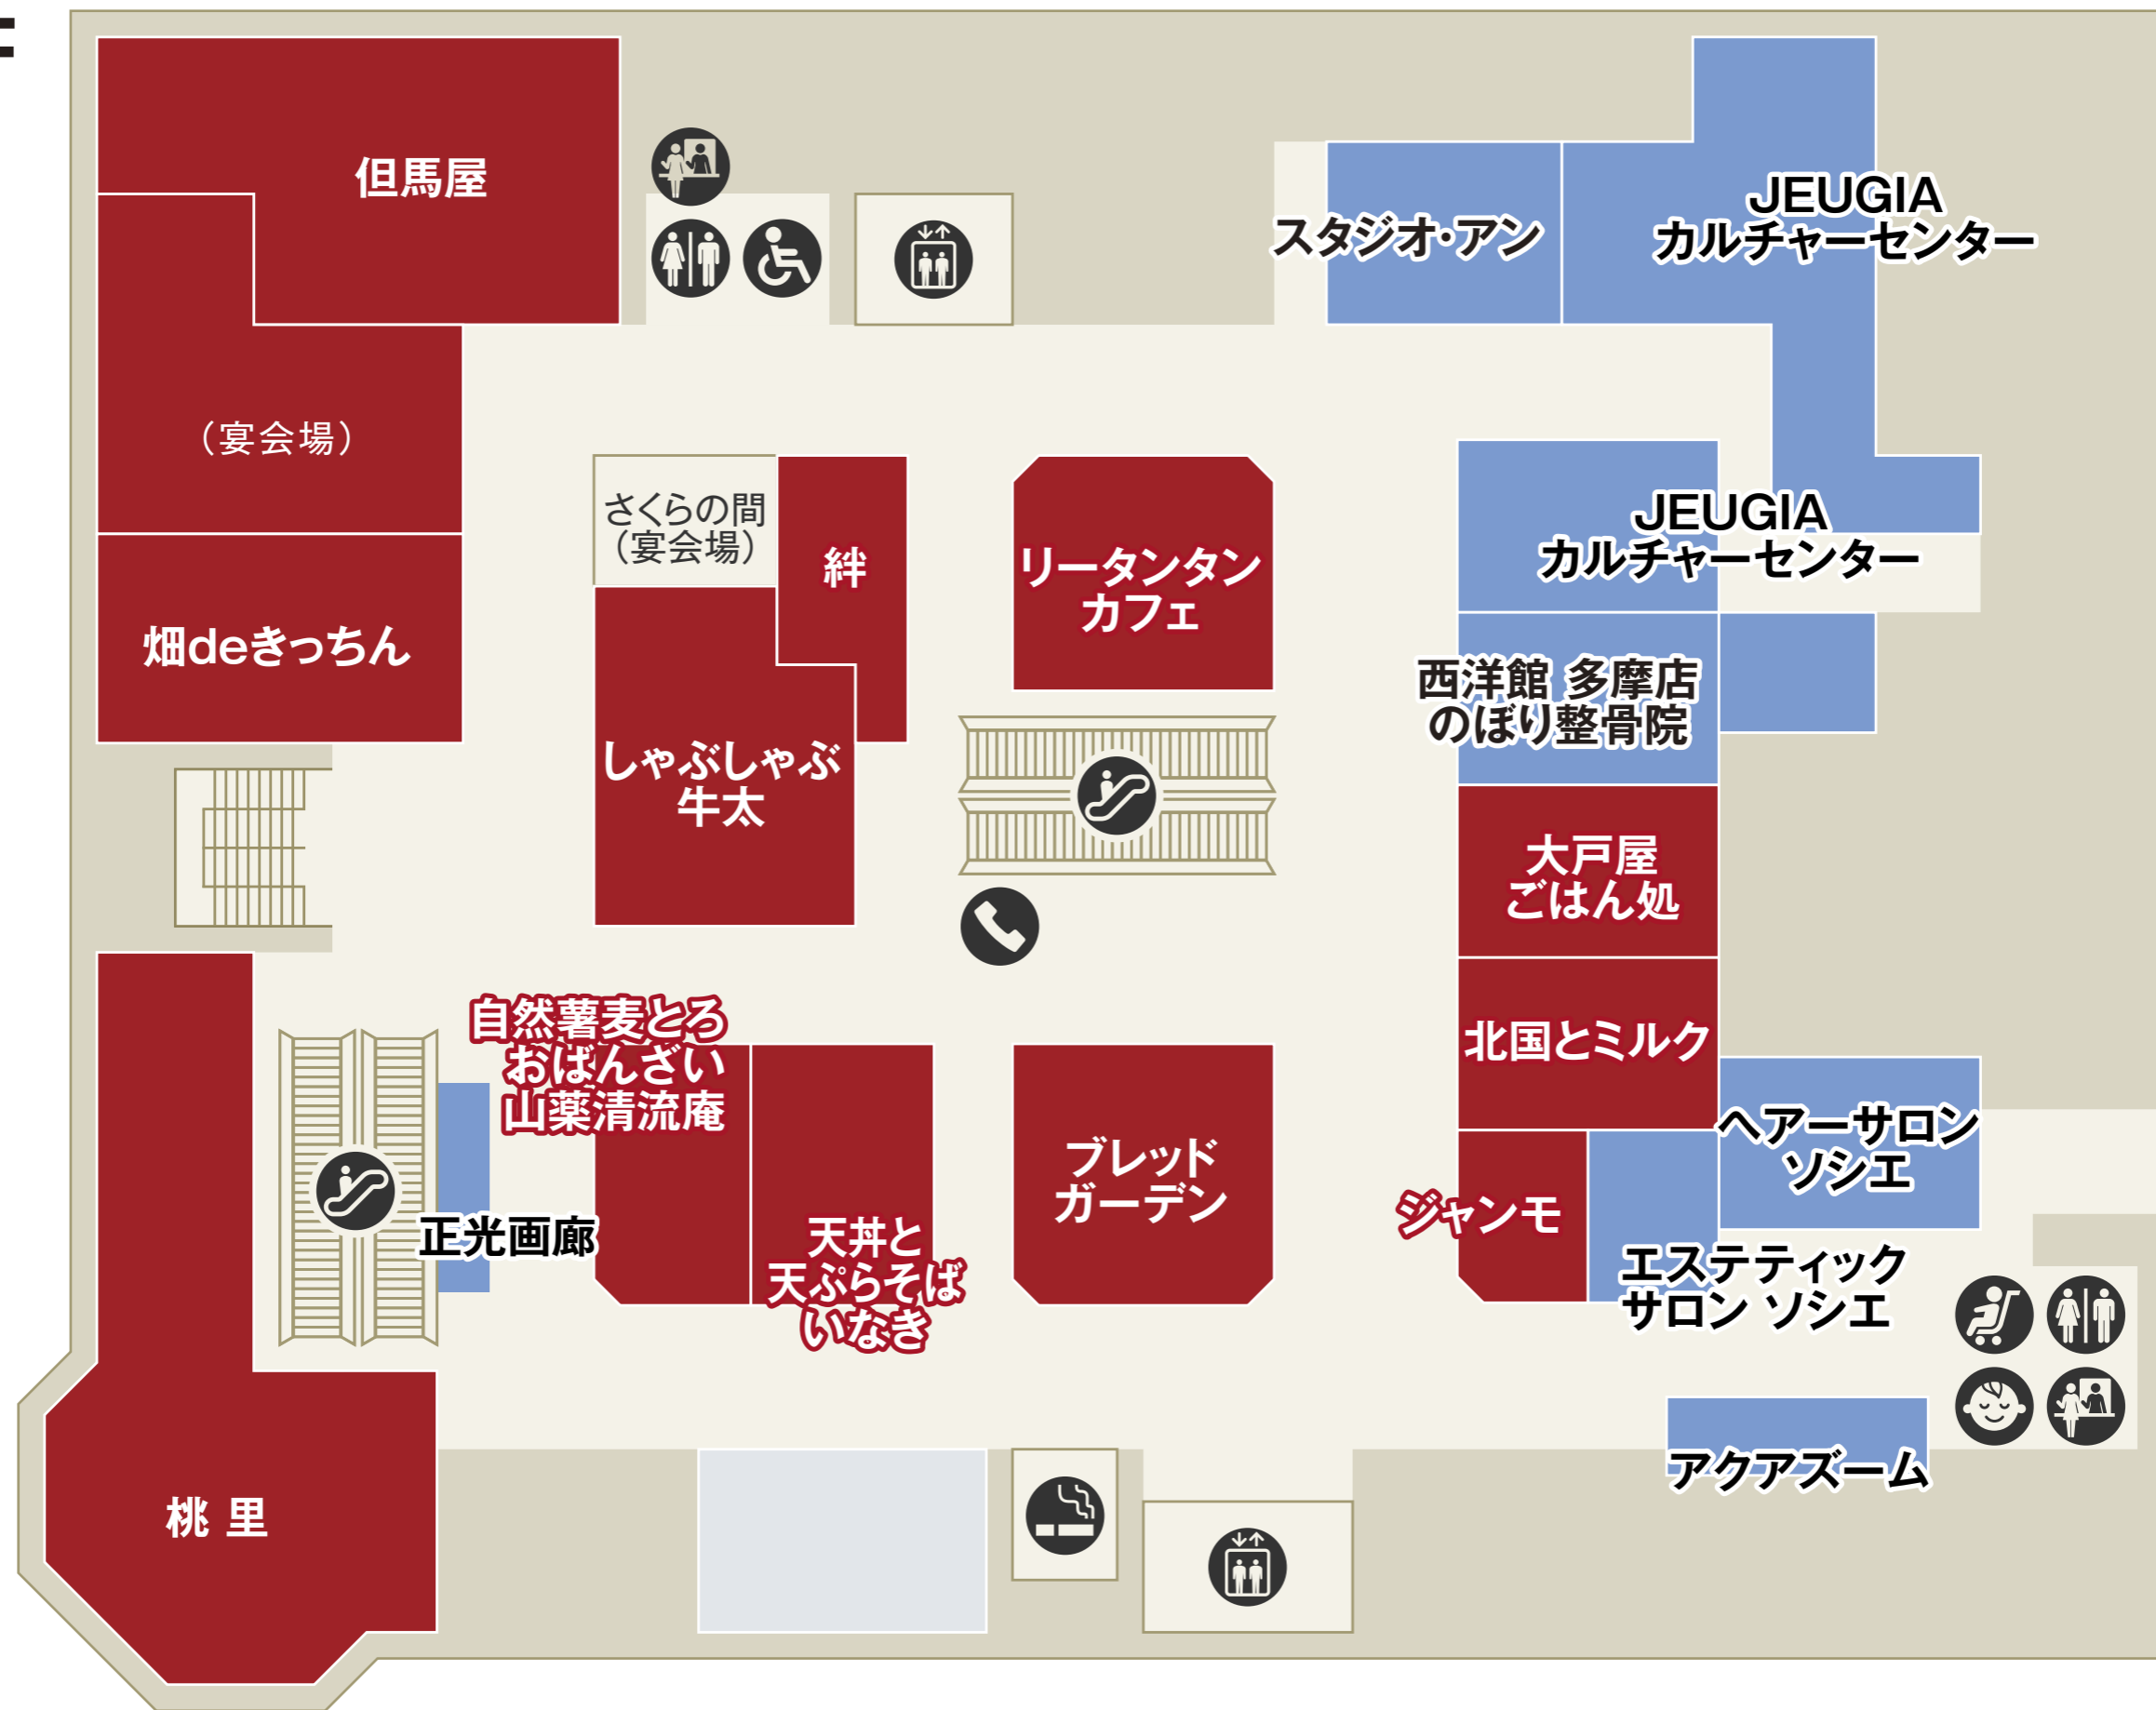 但馬屋
（宴会場）
畑deきっちん
さくらの間
（宴会場）
絆
しゃぶしゃぶ
牛太
リータンタン
カフェ
スタジオ・アン
JEUGIA
カルチャーセンター
JEUGIA
カルチャーセンター
西洋館 多摩店
のぼり整骨院
大戸屋
ごはん処
北国とミルク
ヘアーサロン
ソシエ
ジャンモ
エステティック
サロン ソシエ
アクアズーム
自然薯麦とろ
おばんざい
山薬清流庵
天丼と
天ぷらそば
いなぎ
ブレッド
ガーデン
正光画廊
桃里